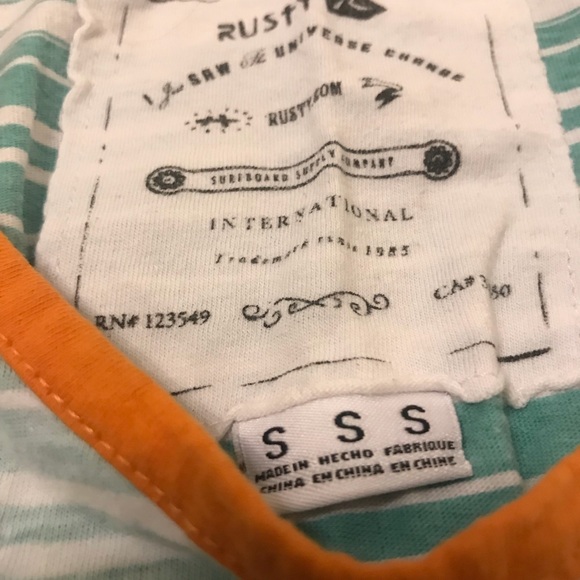 RUSTY
I Just SAW The UNIVERSE CHANGE
RUSTY.COM
SURFBOARD SUPPLY COMPANY
INTERNATIONAL
Trademark since 1985
RN# 123549
CA#
S S S
MADE IN HECHO FABRIQUE
CHINA EN CHINA EN CHINE